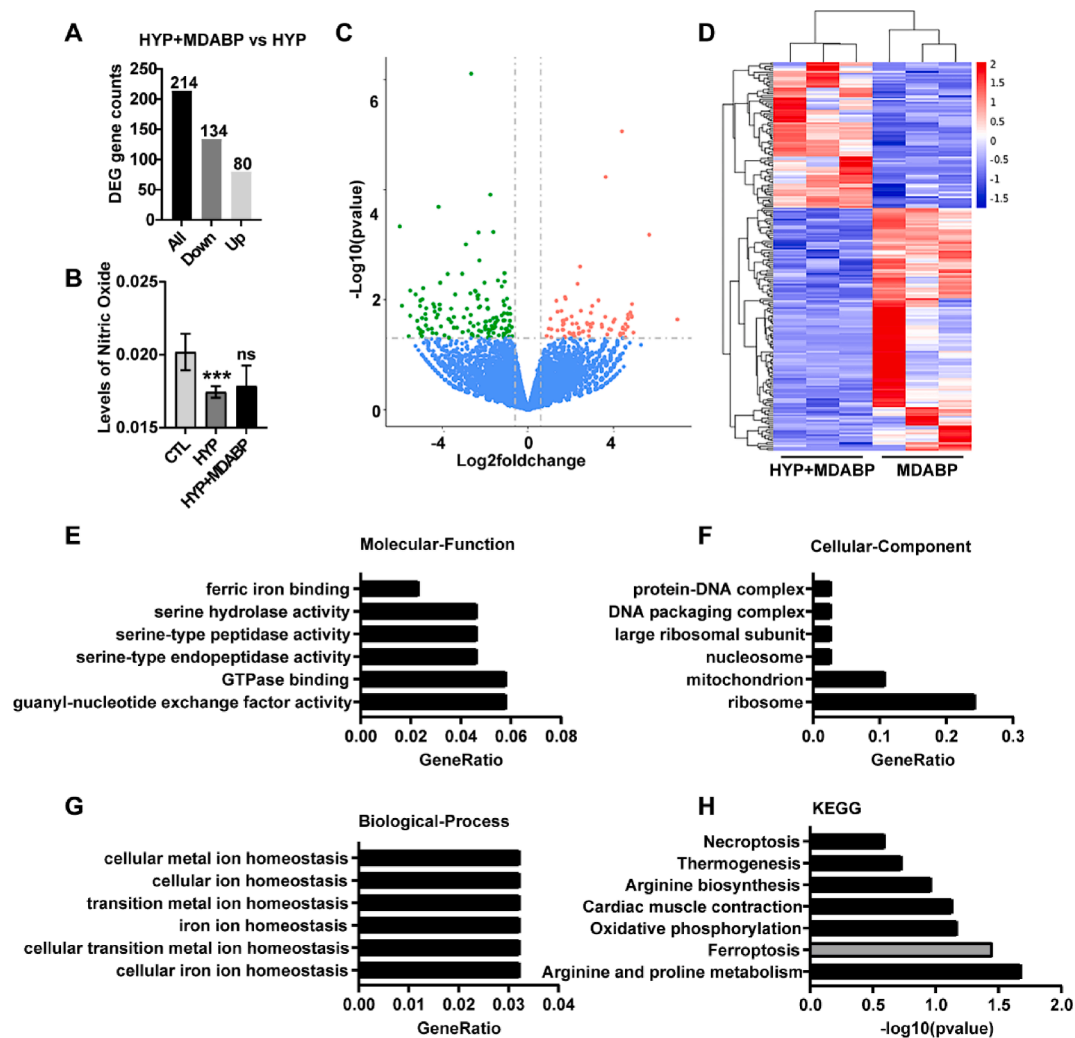 A
HYP+MDABP vs HYP
DEG gene counts
250
200
150
100
50
0
214
134
80
All
Down
Up
B
Levels of Nitric Oxide
0.025
0.020
0.015
***
ns
CTL
HYP
HYP+MDABP
C
-Log10(pvalue)
6
4
2
0
-4
0
4
Log2foldchange
D
2
1.5
1
0.5
0
-0.5
-1
-1.5
HYP+MDABP
MDABP
E
Molecular-Function
ferric iron binding
serine hydrolase activity
serine-type peptidase activity
serine-type endopeptidase activity
GTPase binding
guanyl-nucleotide exchange factor activity
0.00
0.02
0.04
0.06
0.08
GeneRatio
F
Cellular-Component
protein-DNA complex
DNA packaging complex
large ribosomal subunit
nucleosome
mitochondrion
ribosome
0.0
0.1
0.2
0.3
GeneRatio
G
Biological-Process
cellular metal ion homeostasis
cellular ion homeostasis
transition metal ion homeostasis
iron ion homeostasis
cellular transition metal ion homeostasis
cellular iron ion homeostasis
0.00
0.01
0.02
0.03
0.04
GeneRatio
H
KEGG
Necroptosis
Thermogenesis
Arginine biosynthesis
Cardiac muscle contraction
Oxidative phosphorylation
Ferroptosis
Arginine and proline metabolism
0.0
0.5
1.0
1.5
2.0
-log10(pvalue)